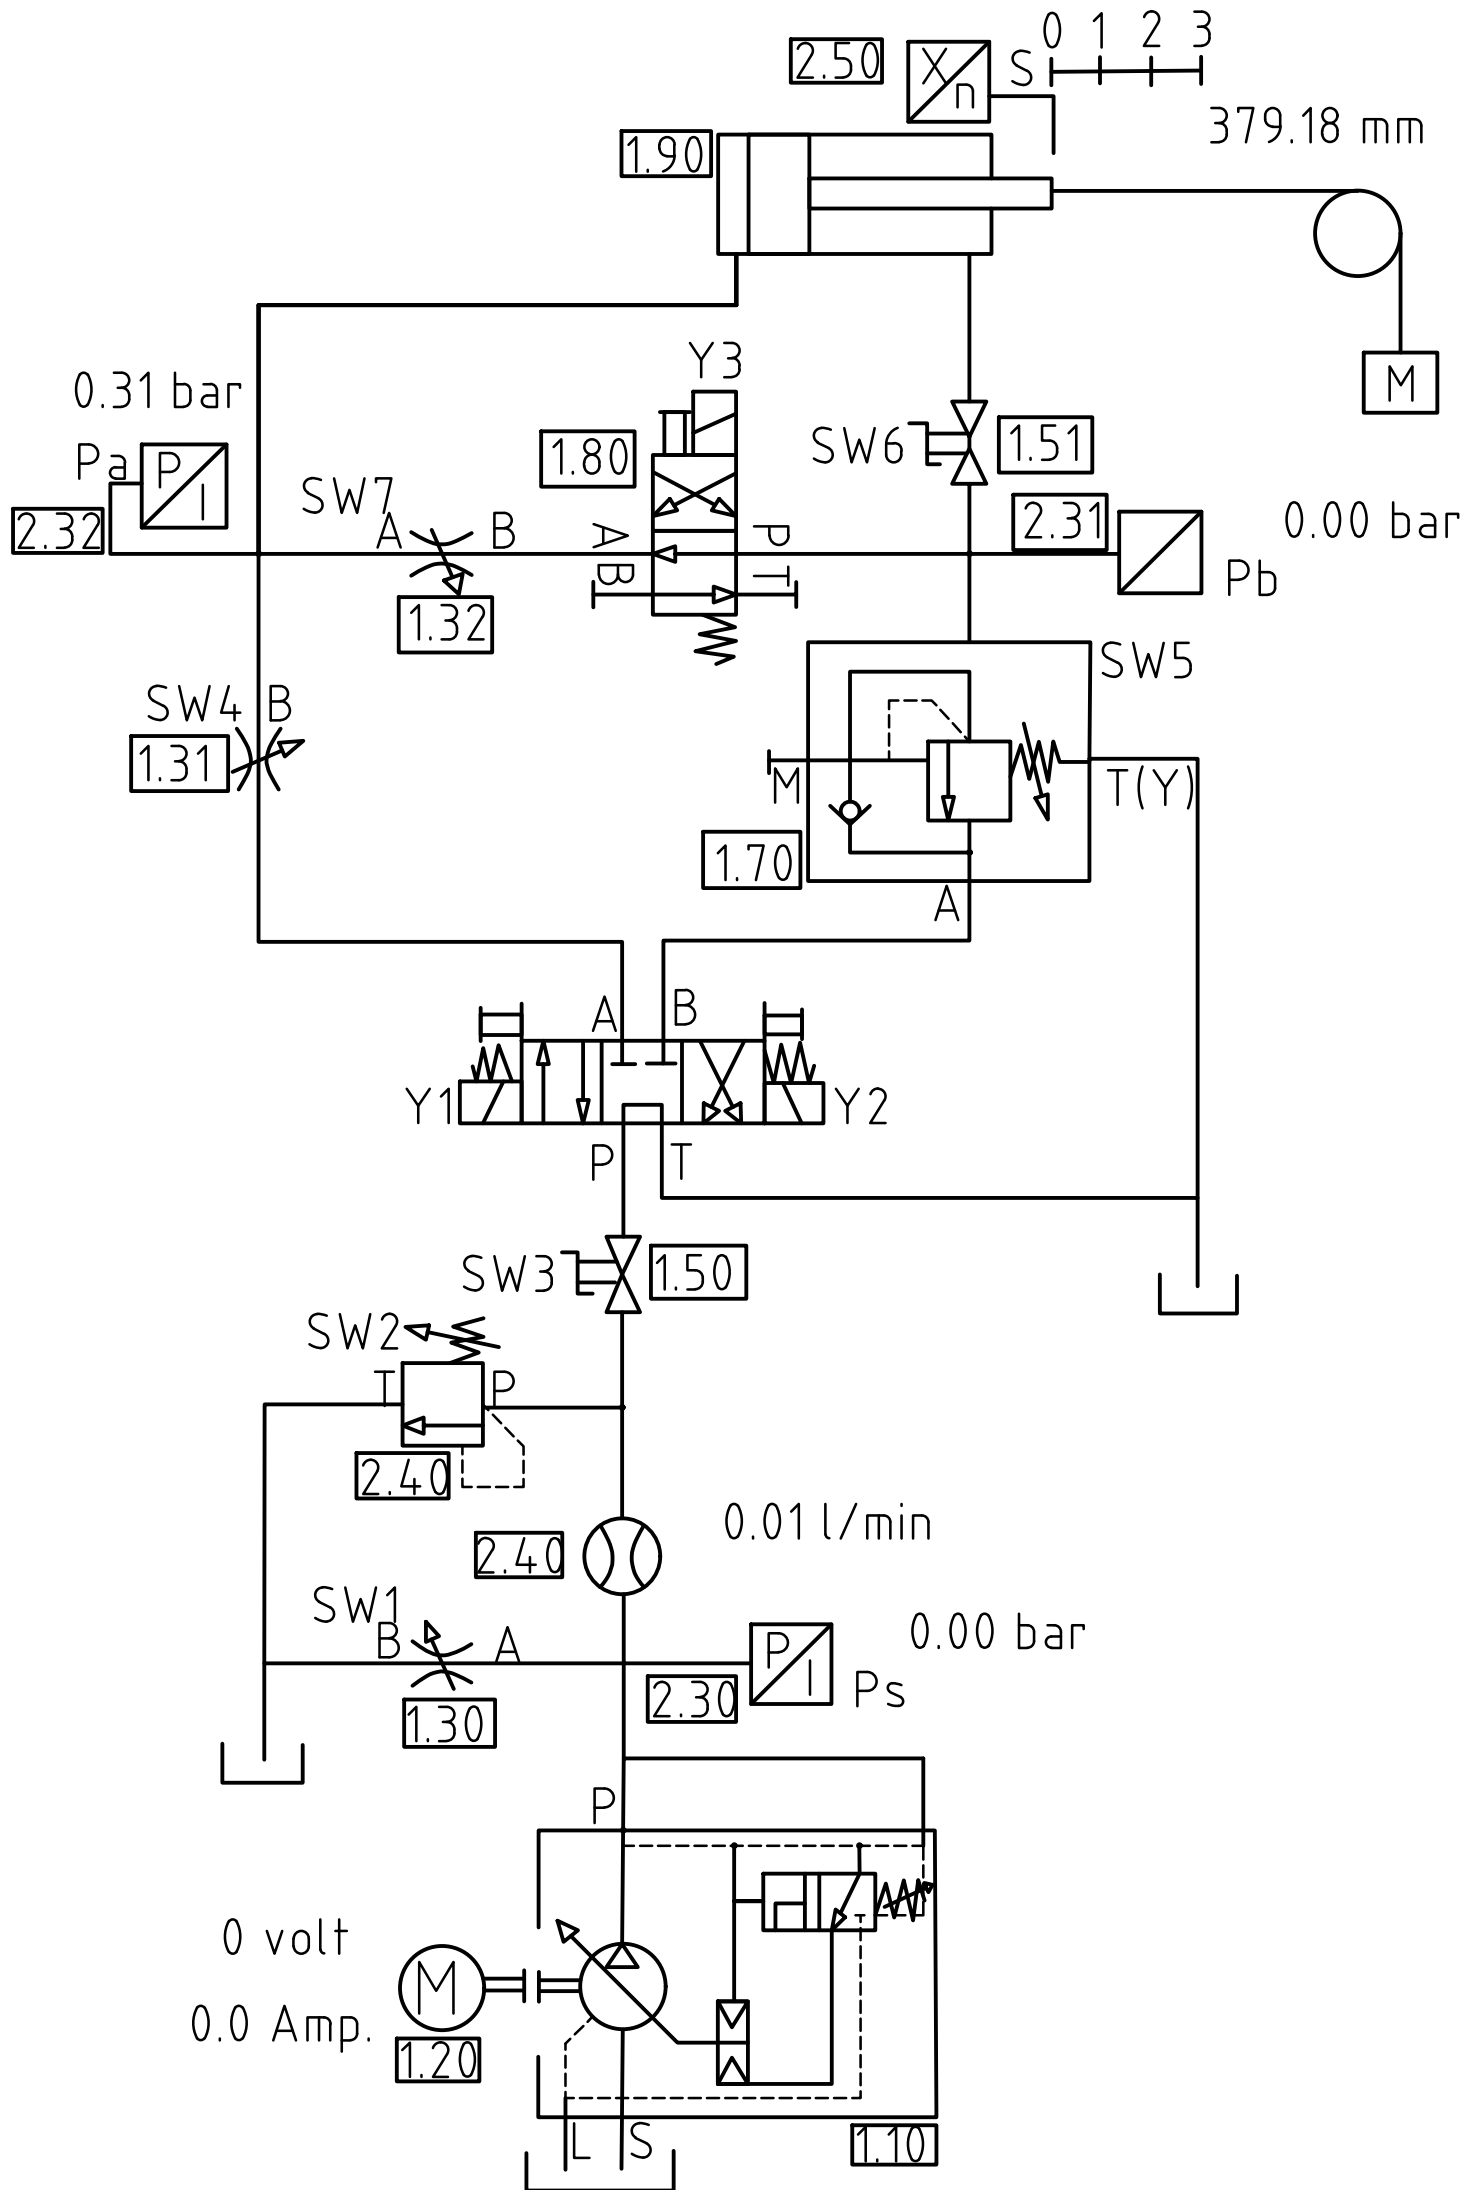 0 1 2 3
2.50
X n
S
379.18 mm
1.90
M
Y3
0.31 bar
Pa
P I
SW7
1.80
SW6
1.51
2.32
A
B
A
P
2.31
0.00 bar
B
T
Pb
1.32
SW5
SW4 B
1.31
M
T(Y)
1.70
A
A
B
Y1
Y2
P
T
SW3
1.50
SW2
T
P
2.40
2.40
0.01 l/min
SW1
B
A
0.00 bar
P I
Ps
2.30
1.30
P
0 volt
M
0.0 Amp.
1.20
L
S
1.10